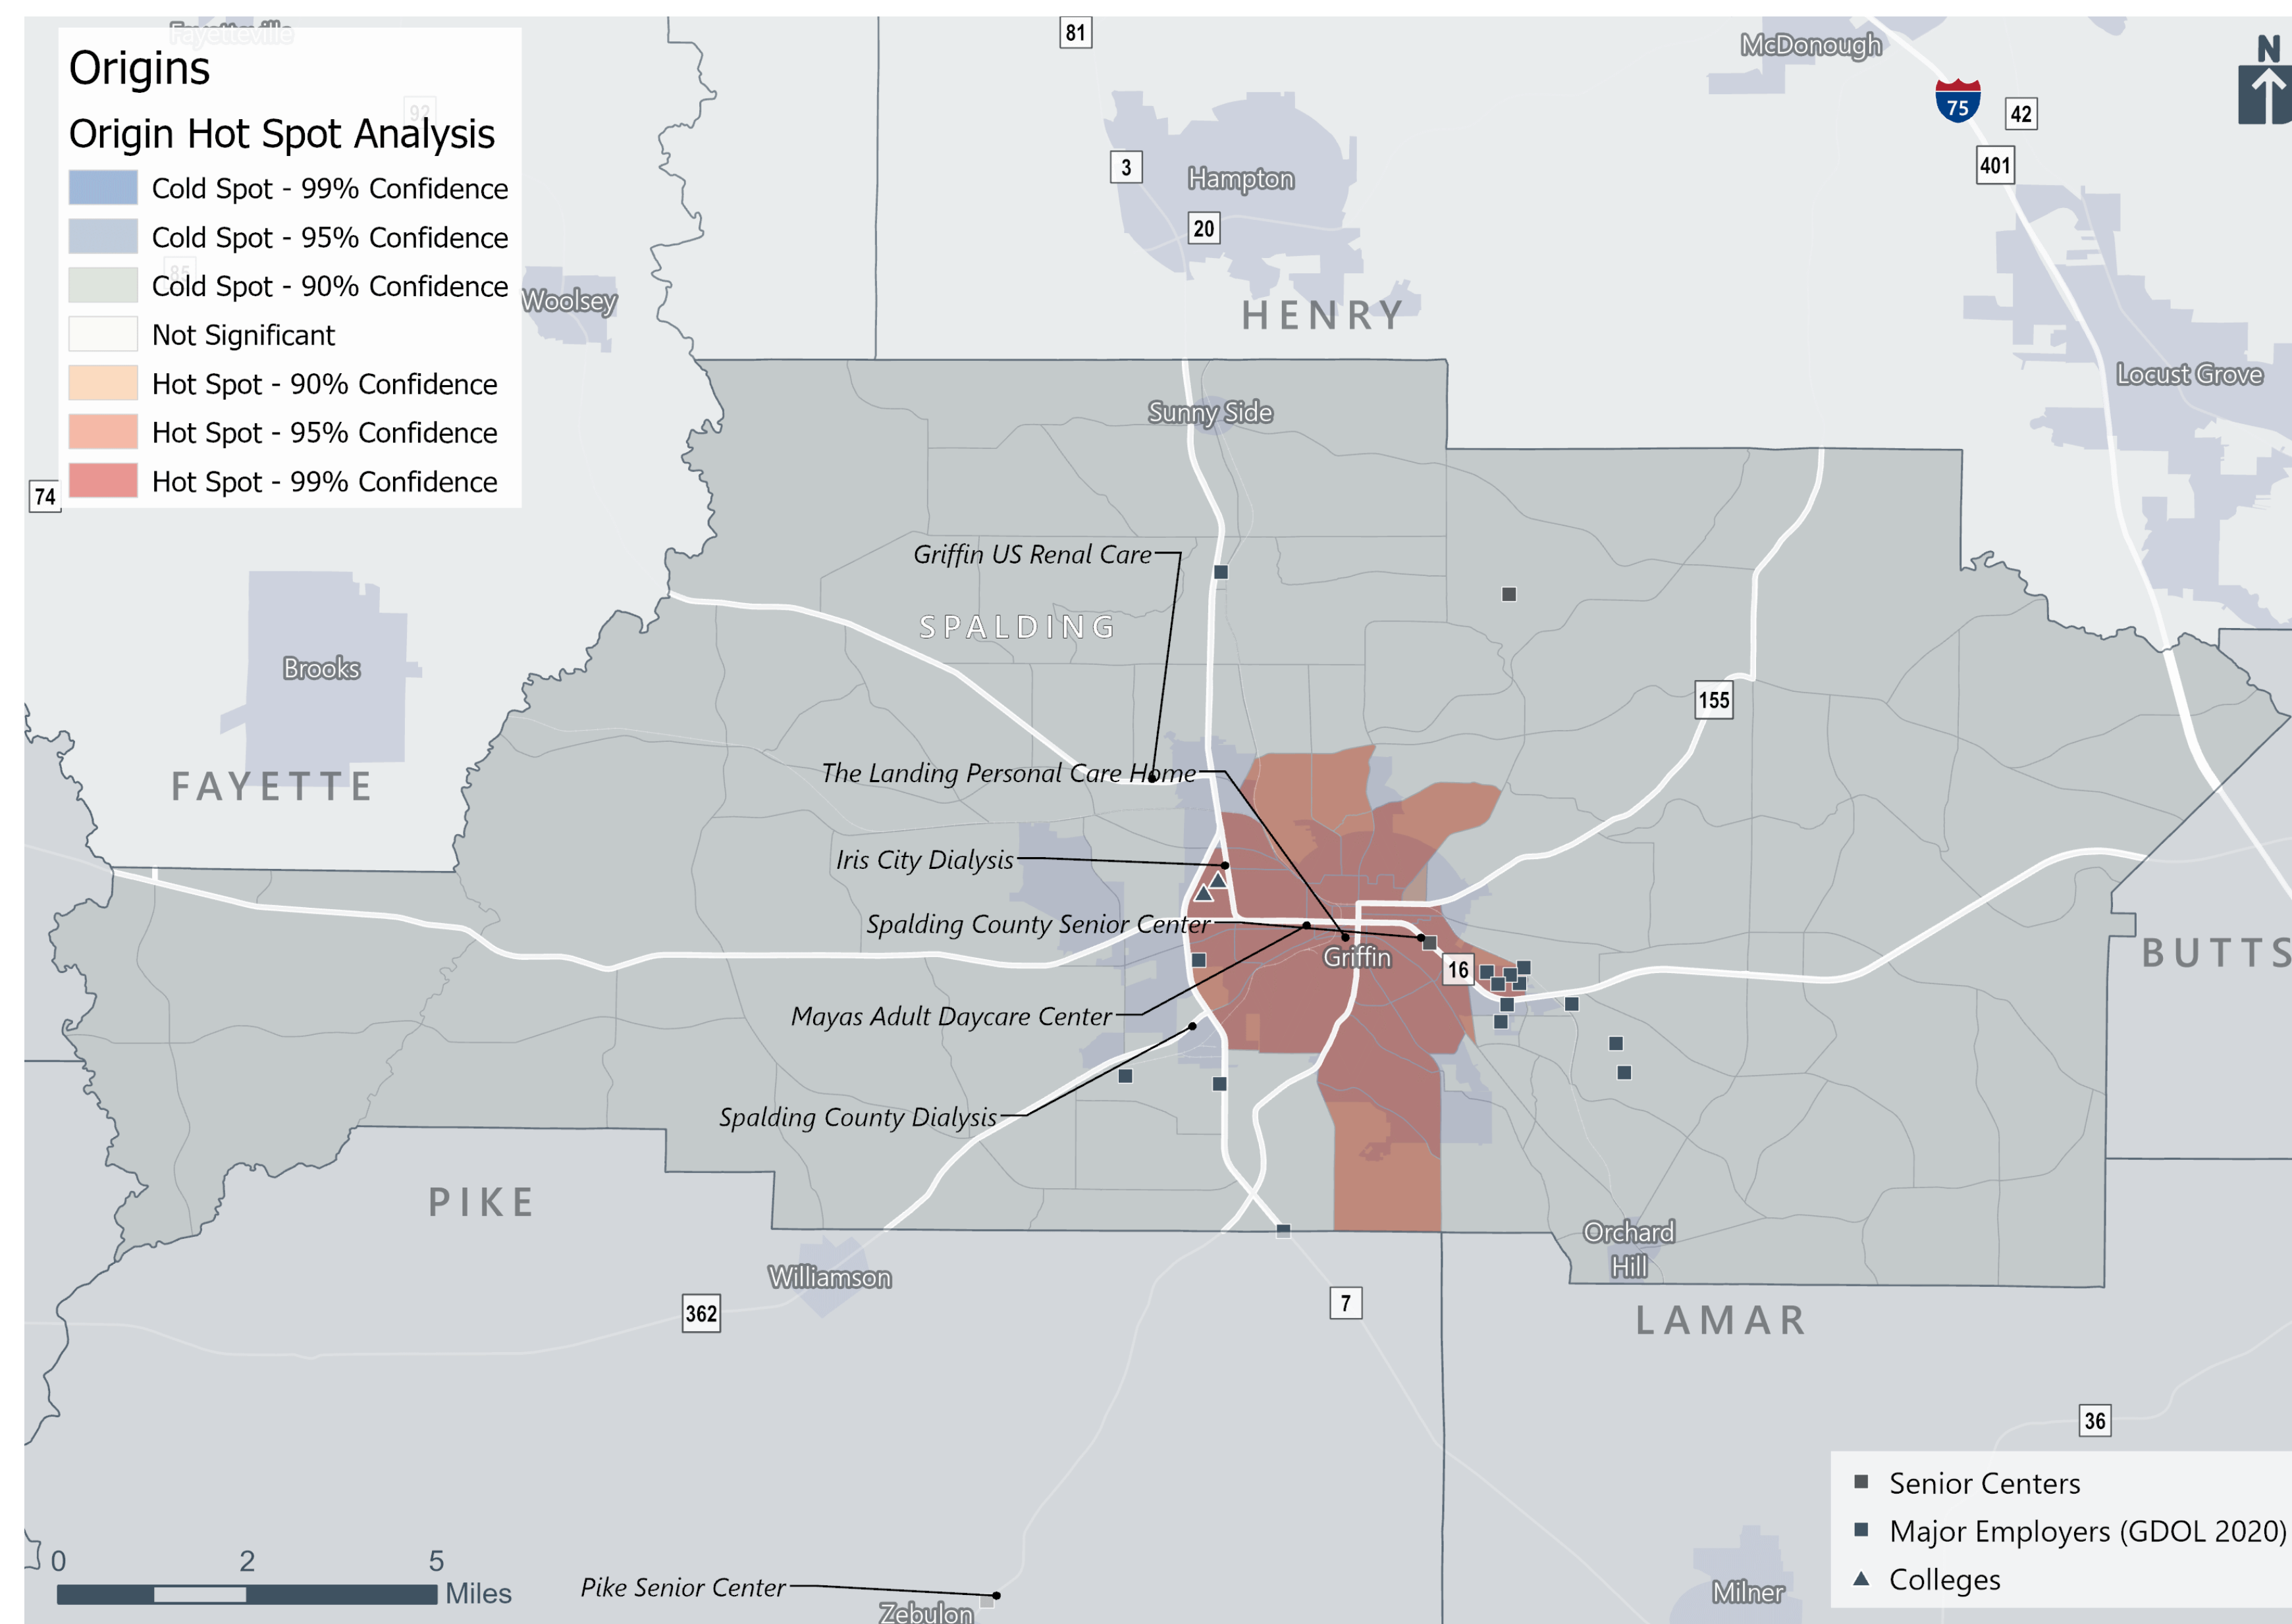 Fayetteville
Origins
Origin Hot Spot Analysis
92
Cold Spot - 99% Confidence
Cold Spot - 95% Confidence
85
Cold Spot - 90% Confidence
Not Significant
Hot Spot - 90% Confidence
Hot Spot - 95% Confidence
Hot Spot - 99% Confidence
81
McDonough
N
75
42
401
3
Hampton
20
HENRY
Woolsey
Locust Grove
Sunny Side
74
Griffin US Renal Care
SPALDING
Brooks
155
FAYETTE
The Landing Personal Care Home
Iris City Dialysis
Spalding County Senior Center
Griffin
16
BUTTS
Mayas Adult Daycare Center
Spalding County Dialysis
PIKE
Orchard
Hill
Williamson
362
7
LAMAR
36
Senior Centers
Major Employers (GDOL 2020)
Colleges
0 2 5
Miles
Pike Senior Center
Zebulon
Milner